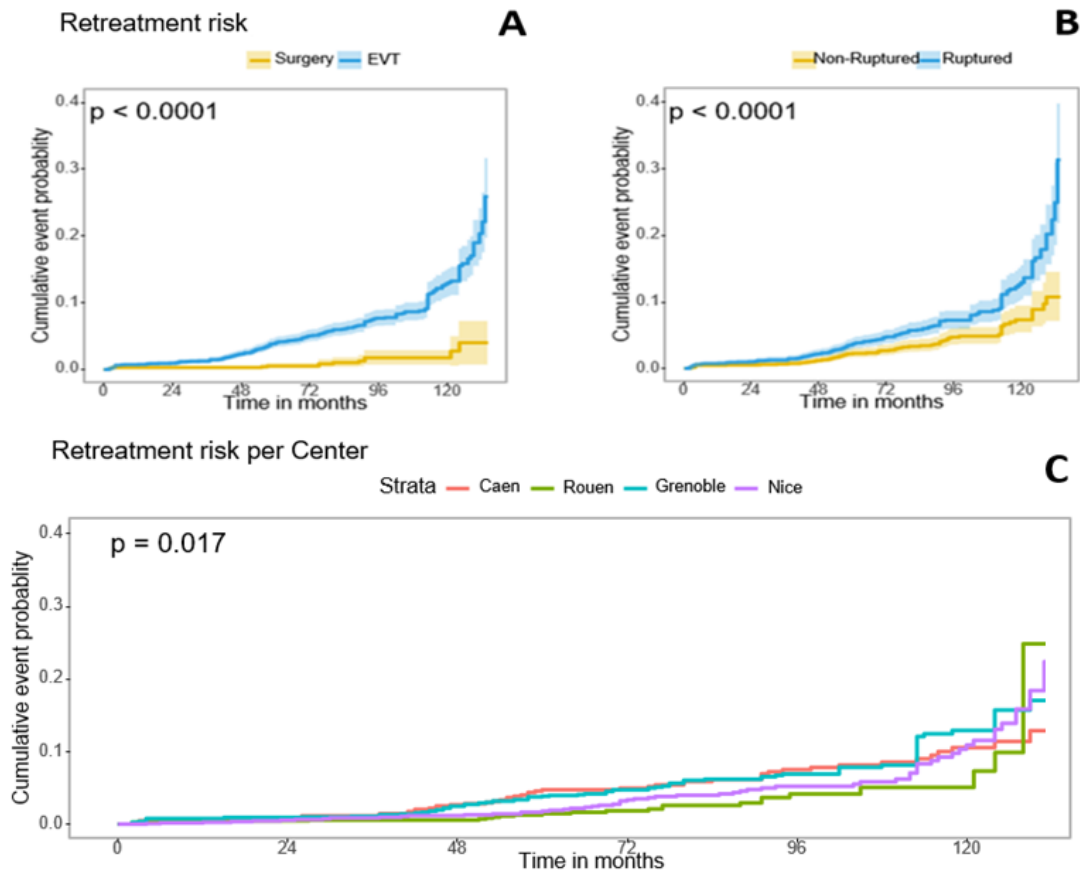 Retreatment risk
A
B
Surgery EVT
Non-Ruptured Ruptured
p < 0.0001
Cumulative event probablity
0.4
0.3
0.2
0.1
0.0
0 24 48 72 96 120
Time in months
p < 0.0001
Cumulative event probablity
0.4
0.3
0.2
0.1
0.0
0 24 48 72 96 120
Time in months
Retreatment risk per Center
C
Strata Caen Rouen Grenoble Nice
p = 0.017
Cumulative event probablity
0.4
0.3
0.2
0.1
0.0
0 24 48 72 96 120
Time in months